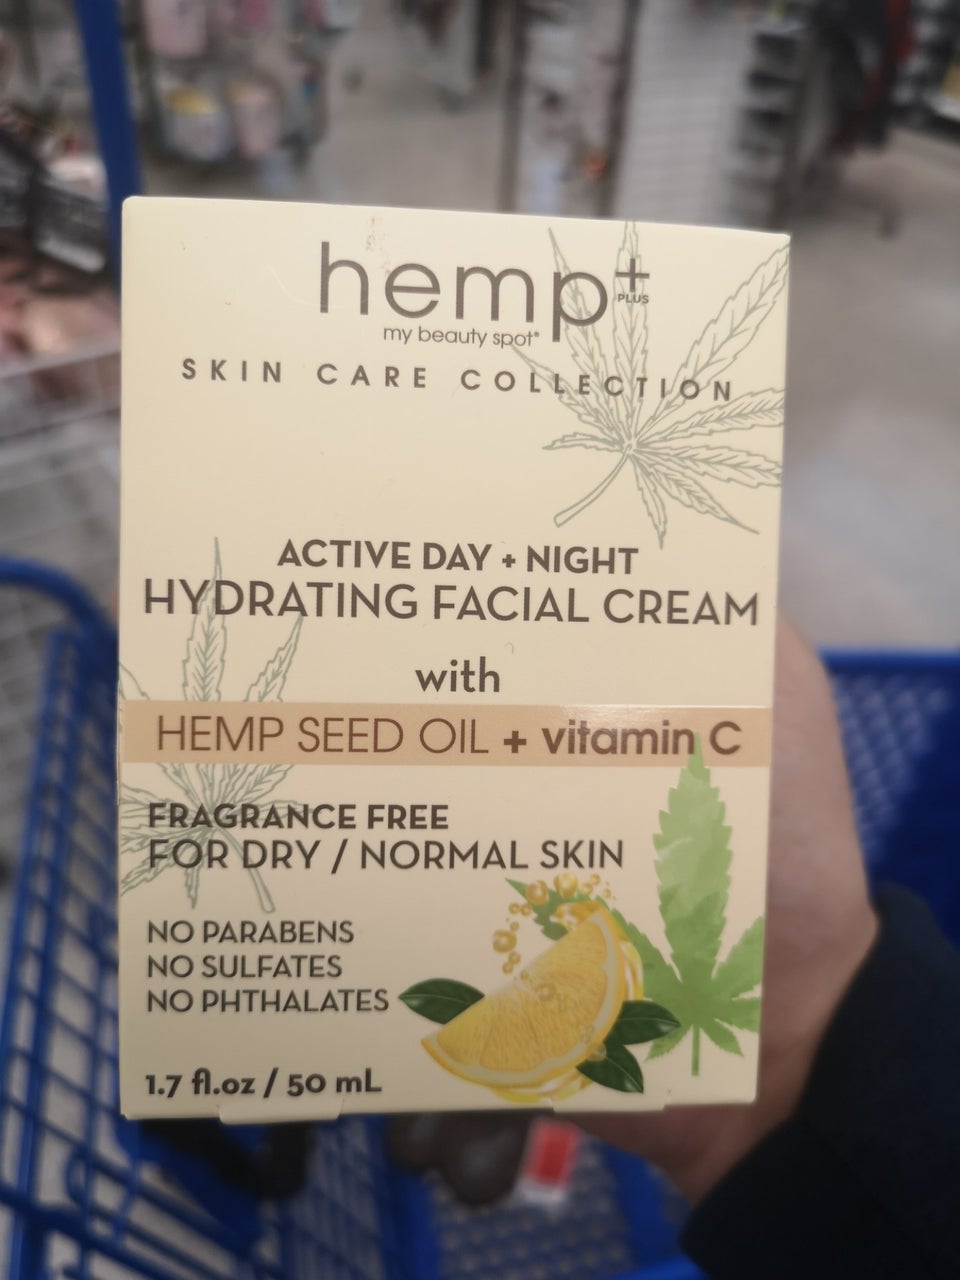 hemp+
PLUS
my beauty spot®
SKIN CARE COLLECTION
ACTIVE DAY + NIGHT
HYDRATING FACIAL CREAM
with
HEMP SEED OIL + vitamin C
FRAGRANCE FREE
FOR DRY / NORMAL SKIN
NO PARABENS
NO SULFATES
NO PHTHALATES
1.7 fl.oz / 50 mL